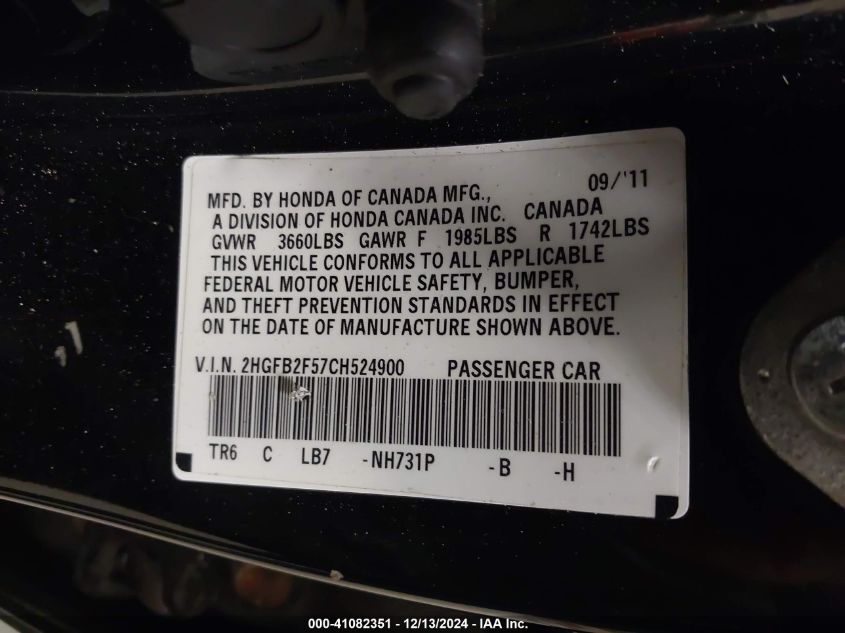 09/'11
MFD. BY HONDA OF CANADA MFG.,
A DIVISION OF HONDA CANADA INC. CANADA
GVWR 3660LBS GAWR F 1985LBS R 1742LBS
THIS VEHICLE CONFORMS TO ALL APPLICABLE
FEDERAL MOTOR VEHICLE SAFETY, BUMPER,
AND THEFT PREVENTION STANDARDS IN EFFECT
ON THE DATE OF MANUFACTURE SHOWN ABOVE.
V.I.N. 2HGFB2F57CH524900 PASSENGER CAR
TR6 C LB7 -NH731P -B -H
000-41082351 - 12/13/2024 - IAA Inc.